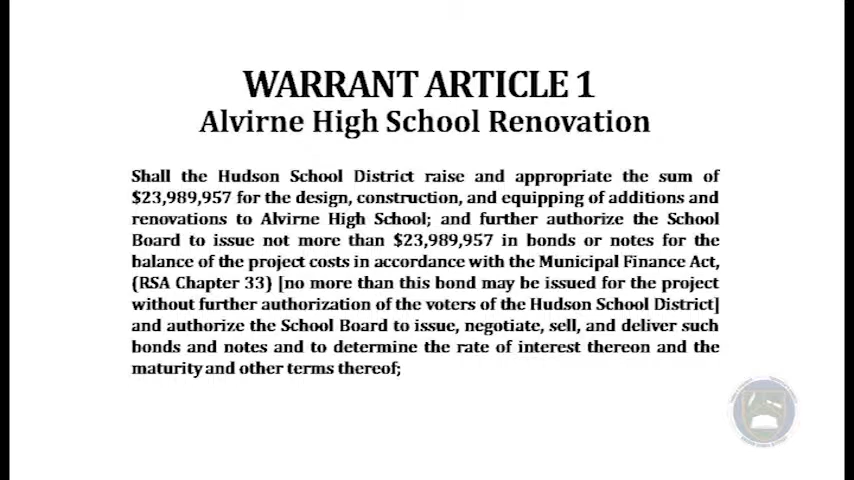 WARRANT ARTICLE 1
Alvirne High School Renovation
Shall the Hudson School District raise and appropriate the sum of
$23,989,957 for the design, construction, and equipping of additions and
renovations to Alvirne High School; and further authorize the School
Board to issue not more than $23,989,957 in bonds or notes for the
balance of the project costs in accordance with the Municipal Finance Act,
(RSA Chapter 33) [no more than this bond may be issued for the project
without further authorization of the voters of the Hudson School District]
and authorize the School Board to issue, negotiate, sell, and deliver such
bonds and notes and to determine the rate of interest thereon and the
maturity and other terms thereof;